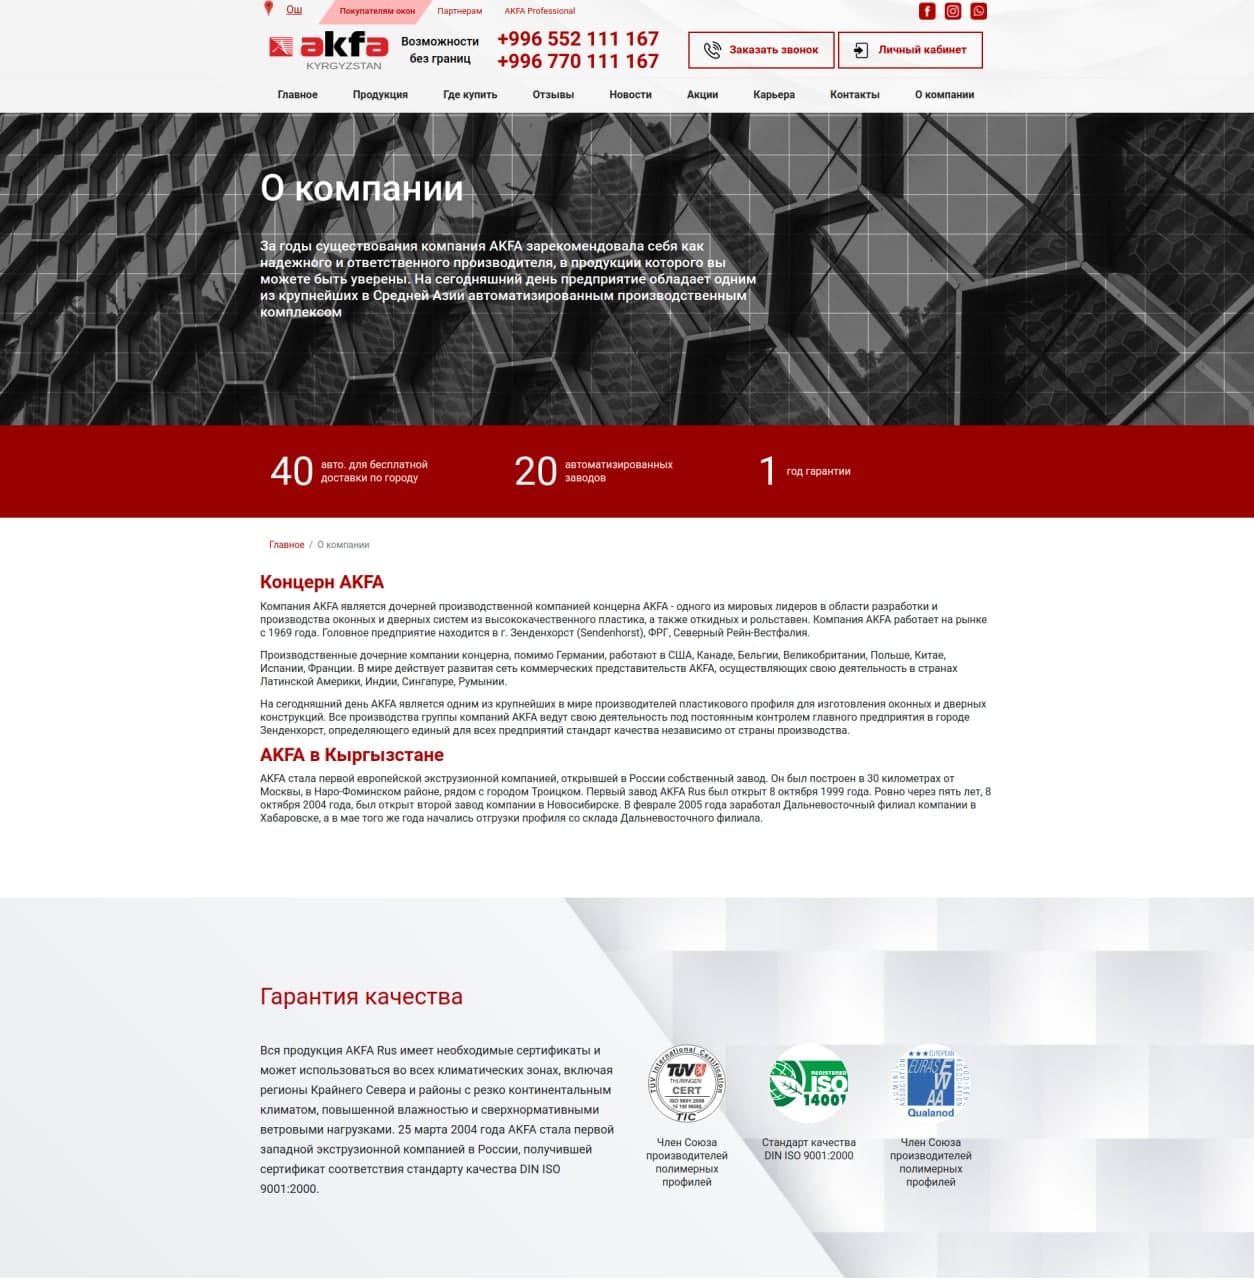 Ош
Покупателям окон
Партнерам
AKFA Professional
akfa
KYRGYZSTAN
Возможности
без границ
+996 552 111 167
+996 770 111 167
Заказать звонок
Личный кабинет
Главное
Продукция
Где купить
Отзывы
Новости
Акции
Карьера
Контакты
О компании
О компании
За годы существования компания AKFA зарекомендовала себя как
надежного и ответственного производителя, в продукции которого вы
можете быть уверены. На сегодняшний день предприятие обладает одним
из крупнейших в Средней Азии автоматизированным производственным
комплексом
40
авто. для бесплатной
доставки по городу
20
автоматизированных
заводов
1
год гарантии
Главное / О компании
Концерн AKFA
Компания AKFA является дочерней производственной компанией концерна AKFA - одного из мировых лидеров в области разработки и
производства оконных и дверных систем из высококачественного пластика, а также откидных и рольставен. Компания AKFA работает на рынке
с 1969 года. Головное предприятие находится в г. Зенденхорст (Sendenhorst), ФРГ, Северный Рейн-Вестфалия.
Производственные дочерние компании концерна, помимо Германии, работают в США, Канаде, Бельгии, Великобритании, Польше, Китае,
Испании, Франции. В мире действует развитая сеть коммерческих представительств AKFA, осуществляющих свою деятельность в странах
Латинской Америки, Индии, Сингапуре, Румынии.
На сегодняшний день AKFA является одним из крупнейших в мире производителей пластикового профиля для изготовления оконных и дверных
конструкций. Все производства группы компаний AKFA ведут свою деятельность под постоянным контролем главного предприятия в городе
Зенденхорст, определяющего единый для всех предприятий стандарт качества независимо от страны производства.
AKFA в Кыргызстане
AKFA стала первой европейской экструзионной компанией, открывшей в России собственный завод. Он был построен в 30 километрах от
Москвы, в Наро-Фоминском районе, рядом с городом Троицком. Первый завод AKFA Rus был открыт 8 октября 1999 года. Ровно через пять лет, 8
октября 2004 года, был открыт второй завод компании в Новосибирске. В феврале 2005 года заработал Дальневосточный филиал компании в
Хабаровске, а в мае того же года начались отгрузки профиля со склада Дальневосточного филиала.
Гарантия качества
Вся продукция AKFA Rus имеет необходимые сертификаты и
может использоваться во всех климатических зонах, включая
регионы Крайнего Севера и районы с резко континентальным
климатом, повышенной влажностью и сверхнормативными
ветровыми нагрузками. 25 марта 2004 года AKFA стала первой
западной экструзионной компанией в России, получившей
сертификат соответствия стандарту качества DIN ISO
9001:2000.
TÜV International Certification
TÜV
THÜRINGEN
CERT
ISO 9001:2008
TIC
Член Союза
производителей
полимерных
профилей
REGISTERED
ISO
14001
Стандарт качества
DIN ISO 9001:2000
EUROPEAN
EURAS
EWAA
Qualanod
Член Союза
производителей
полимерных
профилей